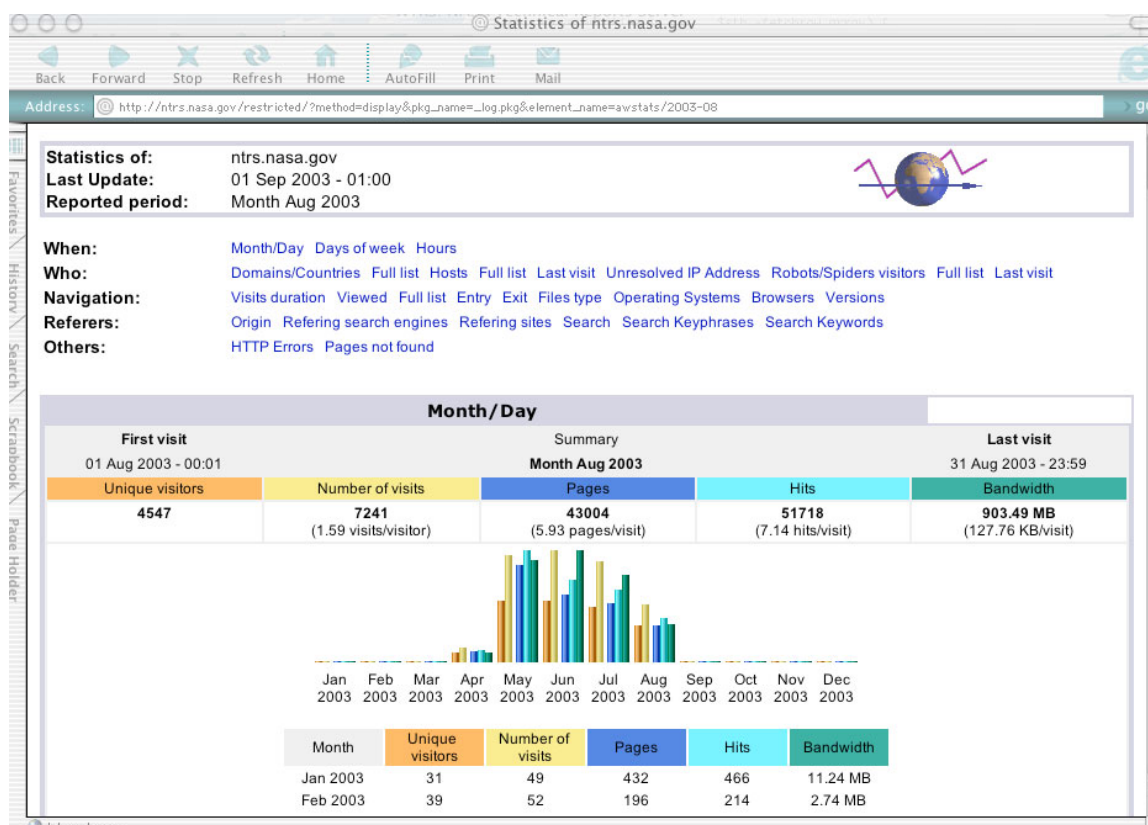 Statistics of ntrs.nasa.gov
Back Forward Stop Refresh Home AutoFill Print Mail
Address: http://ntrs.nasa.gov/restricted/?method=display&pkg_name=_log.pkg&element_name=awstats/2003-08
Favorites
History
Search
Scrapbook
Page Holder
Statistics of: ntrs.nasa.gov
Last Update: 01 Sep 2003 - 01:00
Reported period: Month Aug 2003
When: Month/Day Days of week Hours
Who: Domains/Countries Full list Hosts Full list Last visit Unresolved IP Address Robots/Spiders visitors Full list Last visit
Navigation: Visits duration Viewed Full list Entry Exit Files type Operating Systems Browsers Versions
Referers: Origin Refering search engines Refering sites Search Search Keyphrases Search Keywords
Others: HTTP Errors Pages not found
Month/Day
First visit Summary Last visit
01 Aug 2003 - 00:01 Month Aug 2003 31 Aug 2003 - 23:59
Unique visitors Number of visits Pages Hits Bandwidth
4547 7241 43004 51718 903.49 MB
(1.59 visits/visitor) (5.93 pages/visit) (7.14 hits/visit) (127.76 KB/visit)
Jan Feb Mar Apr May Jun Jul Aug Sep Oct Nov Dec
2003 2003 2003 2003 2003 2003 2003 2003 2003 2003 2003 2003
Month Unique visitors Number of visits Pages Hits Bandwidth
Jan 2003 31 49 432 466 11.24 MB
Feb 2003 39 52 196 214 2.74 MB